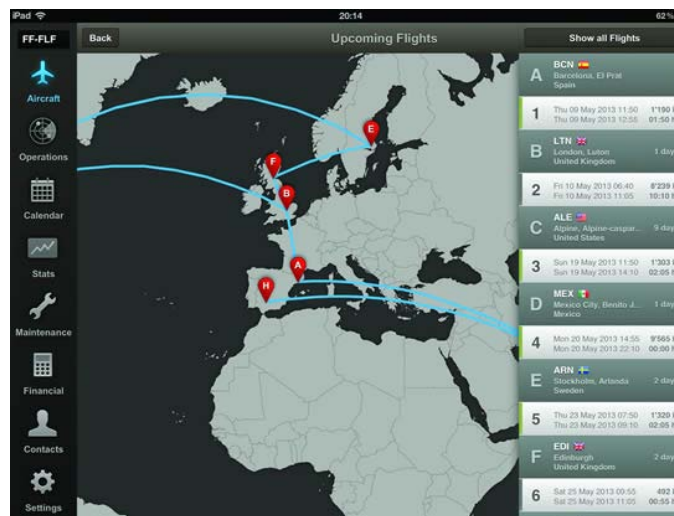 iPad
20:14
62%
FF-FLF
Back
Upcoming Flights
Show all Flights
Aircraft
Operations
Calendar
Stats
Maintenance
Financial
Contacts
Settings
E
F
B
A
H
A
BCN
Barcelona, El Prat
Spain
1
Thu 09 May 2013 11:50 1'190
Thu 09 May 2013 12:55 01:50
B
LTN
London, Luton 1 day
United Kingdom
2
Fri 10 May 2013 06:40 8'239
Fri 10 May 2013 11:05 10:10
C
ALE
Alpine, Alpine-caspar... 9 day
United States
3
Sun 19 May 2013 11:50 1'303
Sun 19 May 2013 14:10 02:05
D
MEX
Mexico City, Benito J... 1 day
Mexico
4
Mon 20 May 2013 14:55 9'565
Mon 20 May 2013 22:10 00:00
E
ARN
Stockholm, Arlanda 2 day
Sweden
5
Thu 23 May 2013 07:50 1'320
Thu 23 May 2013 09:10 02:05
F
EDI
Edinburgh 2 day
United Kingdom
6
Sat 25 May 2013 09:55 492
Sat 25 May 2013 11:05 00:55